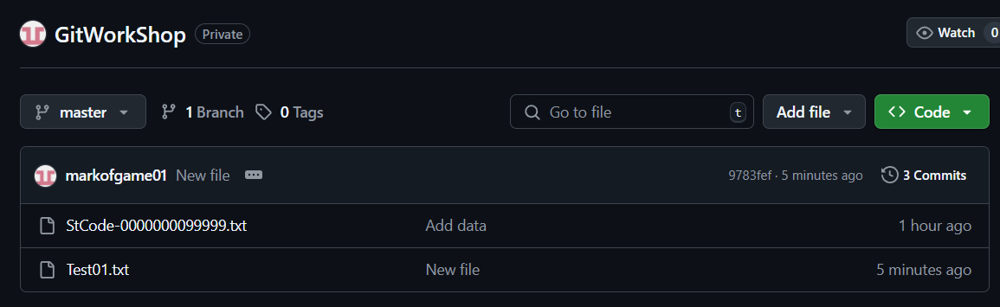 GitWorkShop Private Watch 0
master 1 Branch 0 Tags Go to file t Add file Code
markofgame01 New file 9783fef · 5 minutes ago 3 Commits
StCode-0000000099999.txt Add data 1 hour ago
Test01.txt New file 5 minutes ago